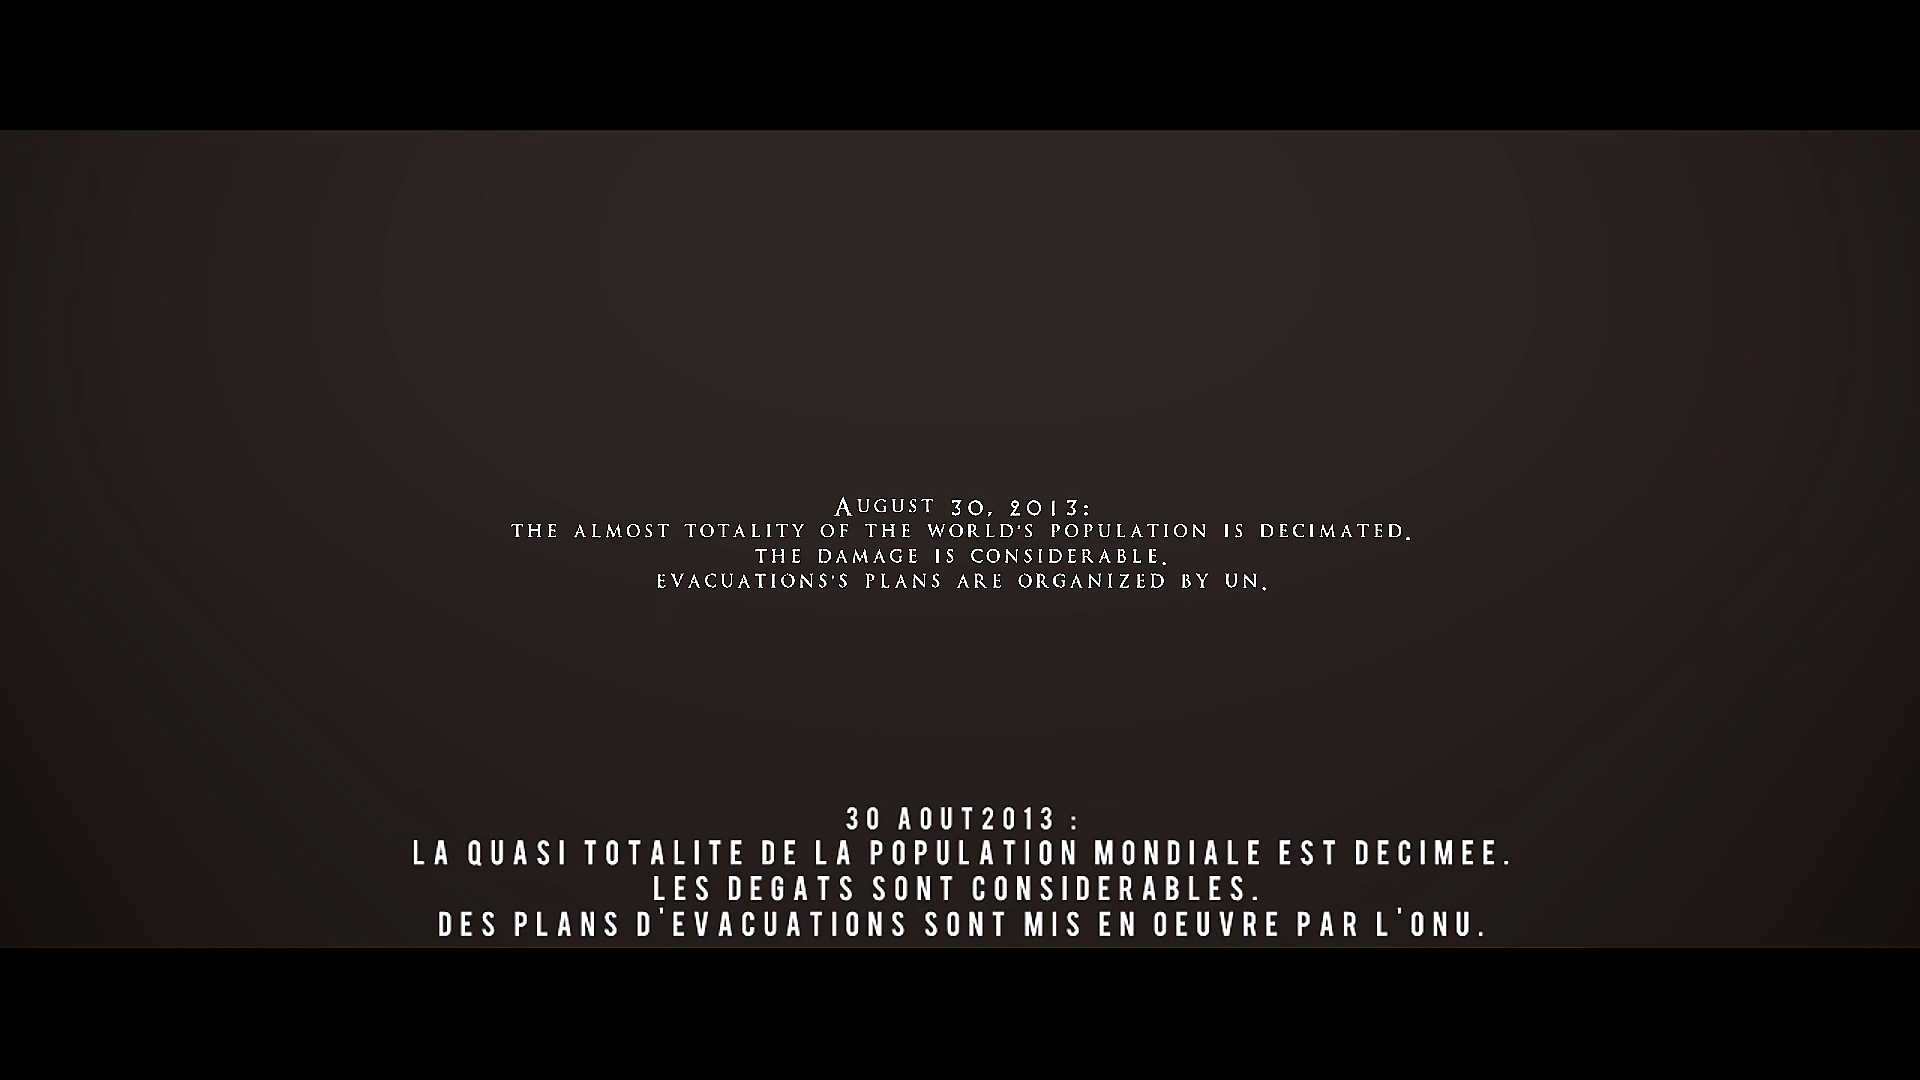 August 30, 2013:
THE ALMOST TOTALITY OF THE WORLD'S POPULATION IS DECIMATED.
THE DAMAGE IS CONSIDERABLE.
EVACUATIONS'S PLANS ARE ORGANIZED BY UN.
30 AOUT2013 :
LA QUASI TOTALITE DE LA POPULATION MONDIALE EST DECIMEE.
LES DEGATS SONT CONSIDERABLES.
DES PLANS D'EVACUATIONS SONT MIS EN OEUVRE PAR L'ONU.